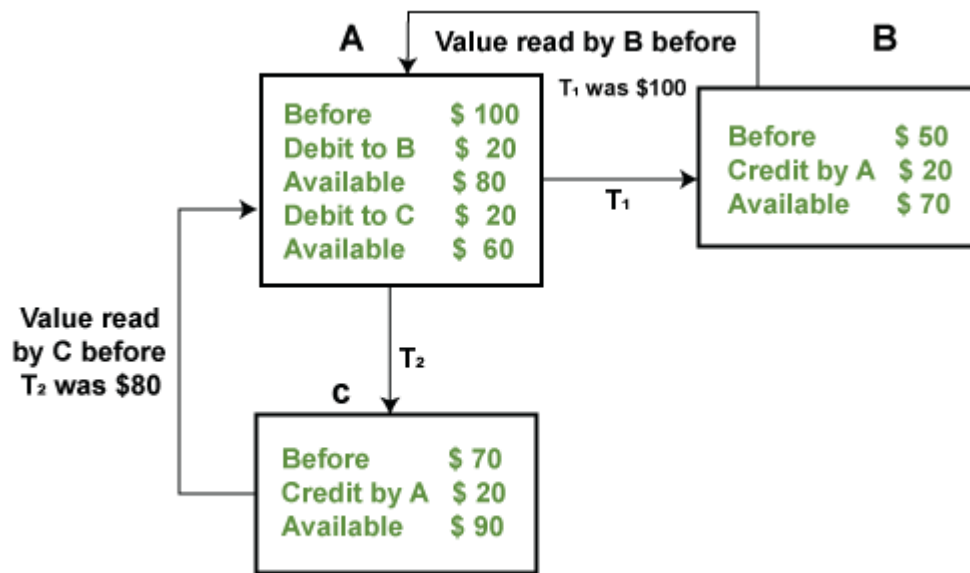 A
Value read by B before
B
T₁ was $100
Before $ 100
Debit to B $ 20
Available $ 80
Debit to C $ 20
Available $ 60
Before $ 50
Credit by A $ 20
Available $ 70
T₁
Value read
by C before
T₂ was $80
T₂
c
Before $ 70
Credit by A $ 20
Available $ 90